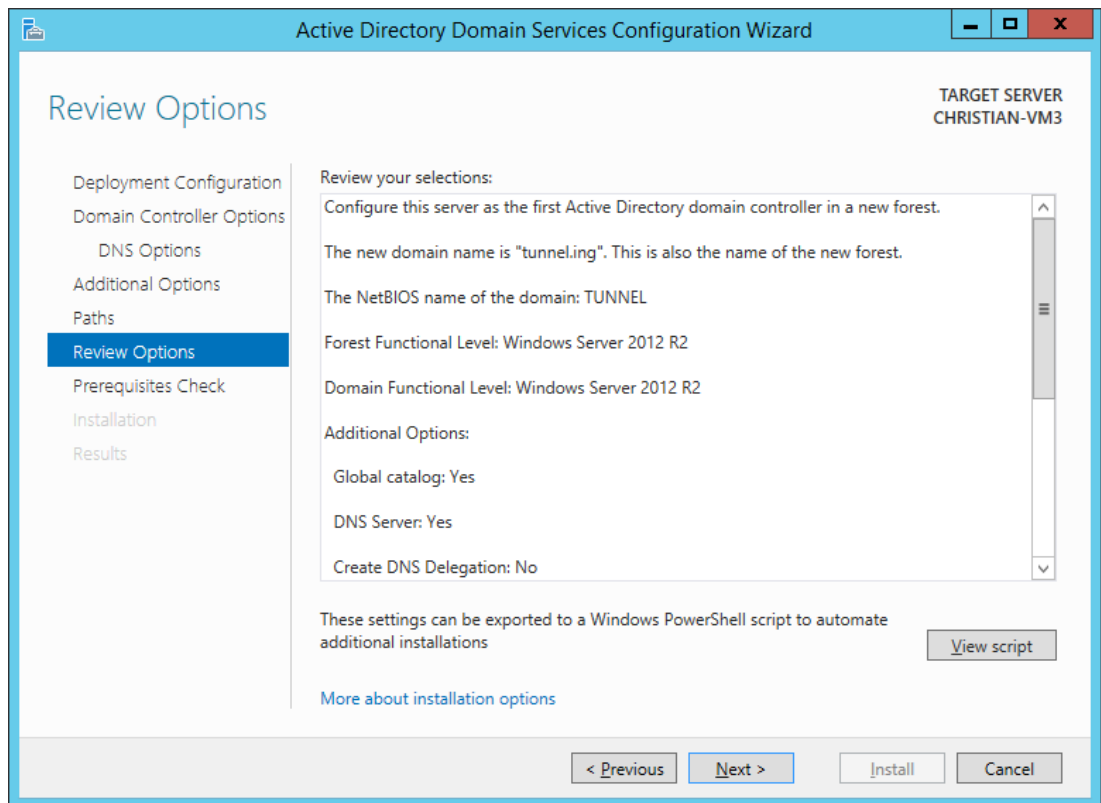 Active Directory Domain Services Configuration Wizard
Review Options
TARGET SERVER
CHRISTIAN-VM3
Deployment Configuration
Domain Controller Options
DNS Options
Additional Options
Paths
Review Options
Prerequisites Check
Installation
Results
Review your selections:
Configure this server as the first Active Directory domain controller in a new forest.
The new domain name is "tunnel.ing". This is also the name of the new forest.
The NetBIOS name of the domain: TUNNEL
Forest Functional Level: Windows Server 2012 R2
Domain Functional Level: Windows Server 2012 R2
Additional Options:
Global catalog: Yes
DNS Server: Yes
Create DNS Delegation: No
These settings can be exported to a Windows PowerShell script to automate
additional installations
View script
More about installation options
< Previous
Next >
Install
Cancel